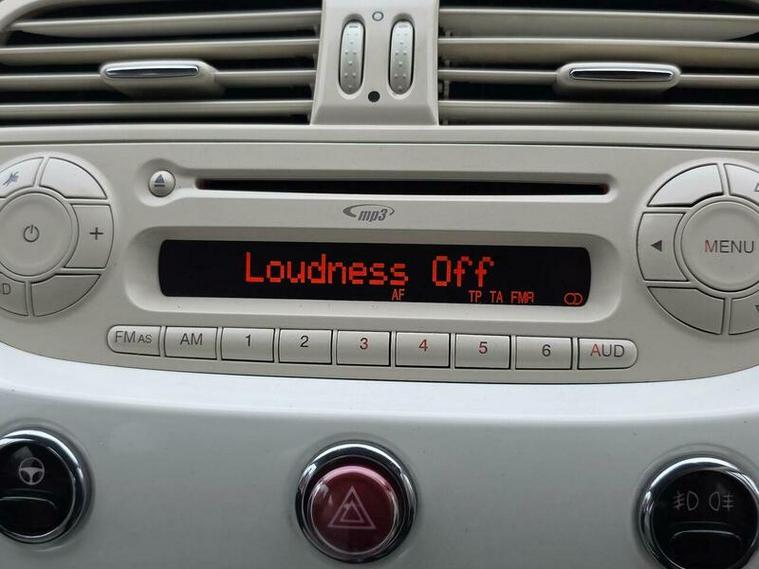 mp3
Loudness Off
AF TP TA FMR
MENU
FM AS AM 1 2 3 4 5 6 AUD